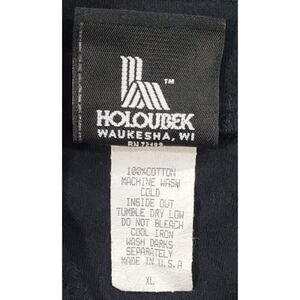 TM
HOLOUBEK
WAUKESHA, WI
RN
100%COTTON
MACHINE WASH
COLD
INSIDE OUT
TUMBLE DRY LOW
DO NOT BLEACH
COOL IRON
WASH DARKS
SEPARATELY
MADE IN U.S.A
XL